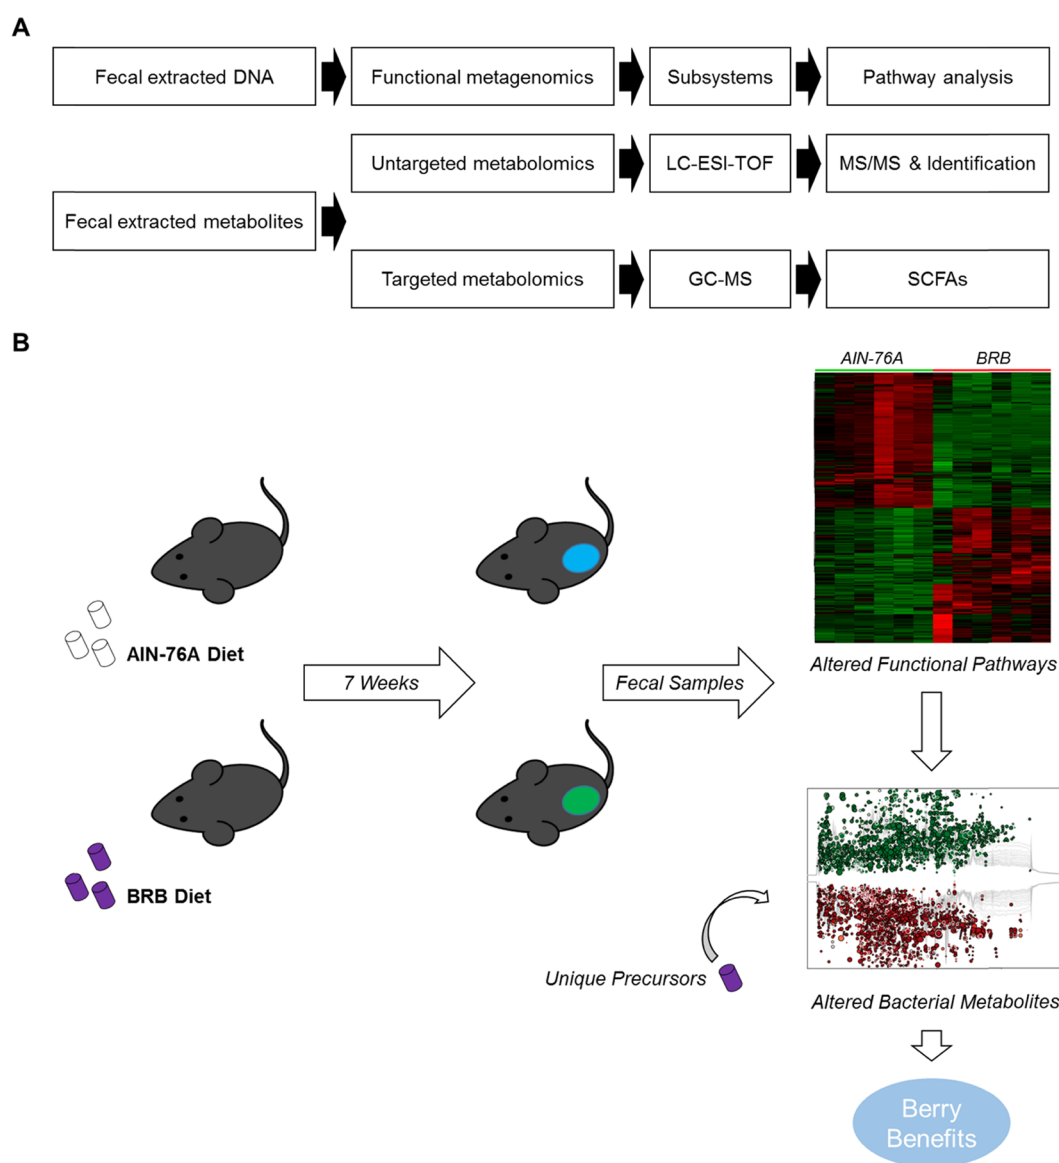 A
Fecal extracted DNA
Functional metagenomics
Subsystems
Pathway analysis
Untargeted metabolomics
LC-ESI-TOF
MS/MS & Identification
Fecal extracted metabolites
Targeted metabolomics
GC-MS
SCFAs
B
AIN-76A
BRB
AIN-76A Diet
7 Weeks
Fecal Samples
Altered Functional Pathways
BRB Diet
Unique Precursors
Altered Bacterial Metabolites
Berry
Benefits